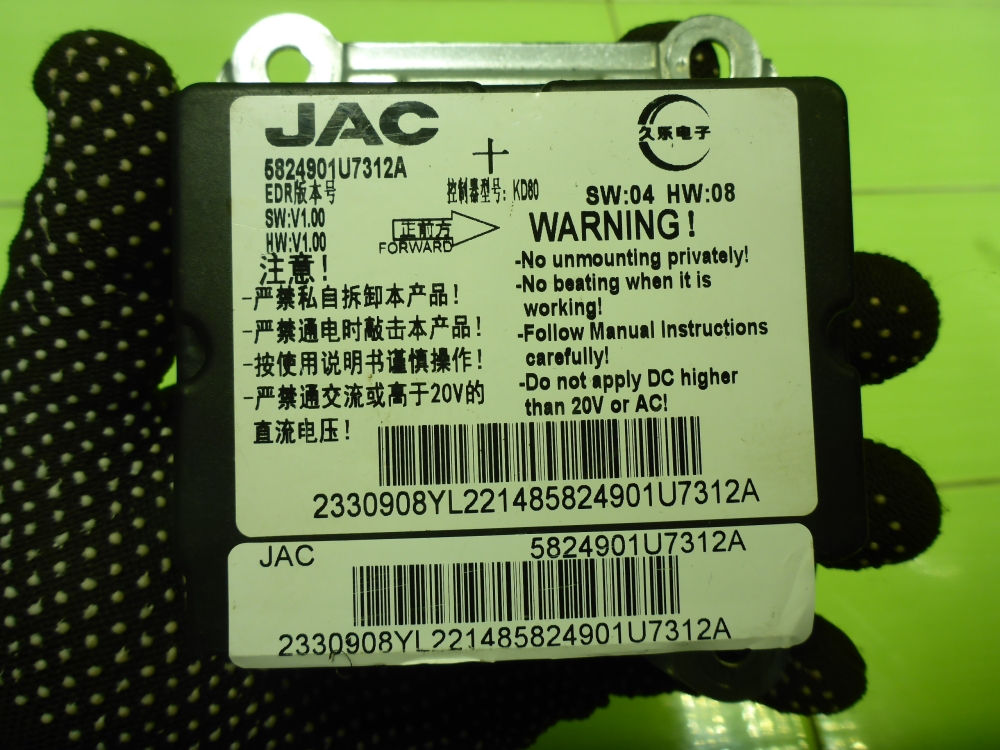 JAC
久乐电子
5824901U7312A
EDR版本号
控制器型号：KD80
SW:04 HW:08
SW:V1.00
HW:V1.00
正前方
FORWARD
WARNING!
-No unmounting privately!
-No beating when it is
working!
-Follow Manual Instructions
carefully!
-Do not apply DC higher
than 20V or AC!
注意！
-严禁私自拆卸本产品！
-严禁通电时敲击本产品！
-按使用说明书谨慎操作！
-严禁通交流或高于20V的
直流电压！
2330908YL221485824901U7312A
JAC
5824901U7312A
2330908YL221485824901U7312A